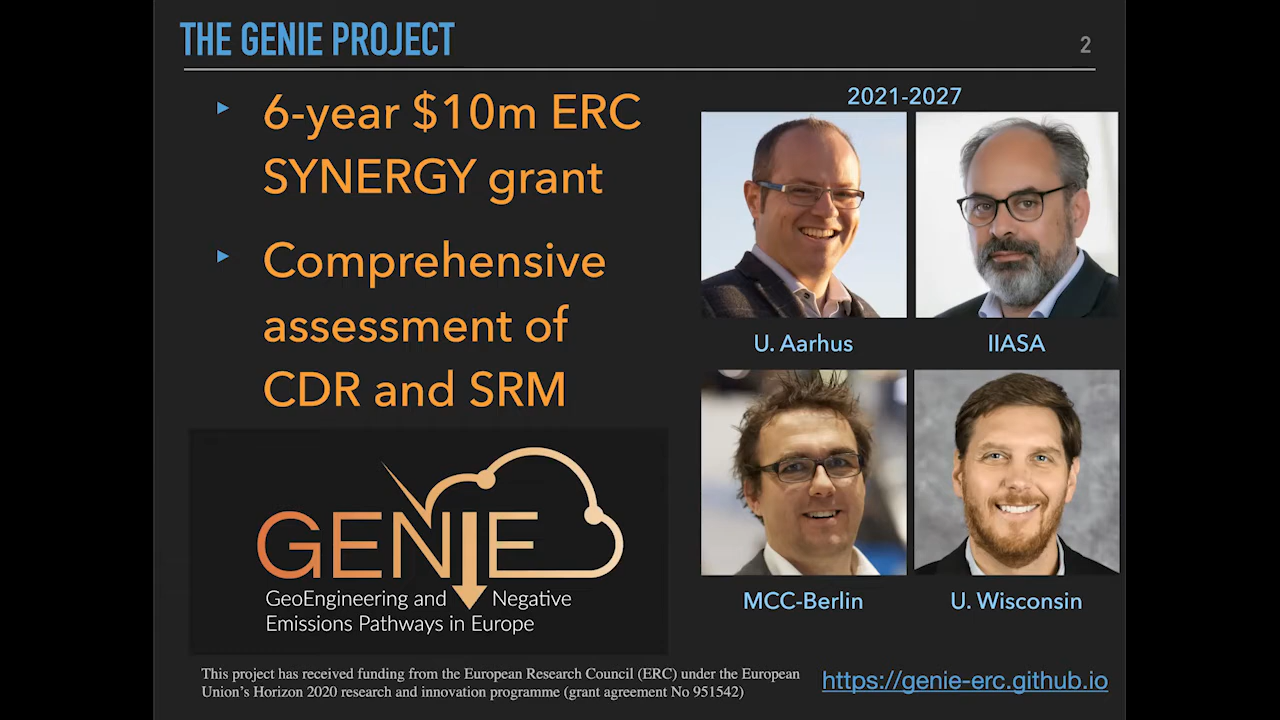 THE GENIE PROJECT
2
6-year $10m ERC
SYNERGY grant
Comprehensive
assessment of
CDR and SRM
2021-2027
U. Aarhus
IIASA
MCC-Berlin
U. Wisconsin
GENIE
GeoEngineering and Negative
Emissions Pathways in Europe
This project has received funding from the European Research Council (ERC) under the European
Union's Horizon 2020 research and innovation programme (grant agreement No 951542)
https://genie-erc.github.io